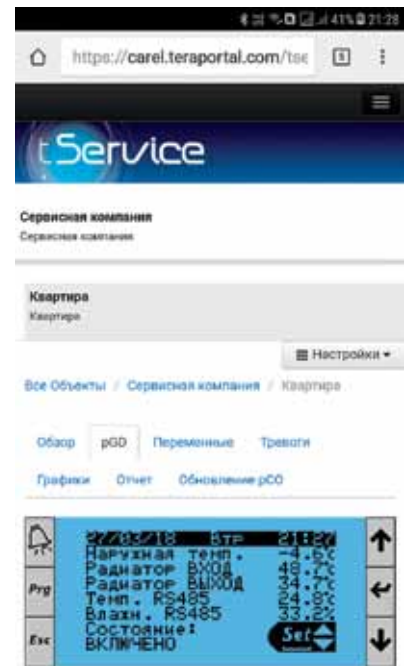 41% 21:28
https://carel.teraportal.com/tse
tService
Сервисная компания
Сервисная компания
Квартира
Квартира
Настройки
Все Объекты / Сервисная компания / Квартира
Обзор pGD Переменные Тревоги
Графики Отчет Обновление pCO
27/03/18 Втр 21:27
Наружная темп. -4.6°c
Радиатор ВХОД 48.7°c
Prg
Радиатор ВЫХОД 34.7°c
Темп. RS485 24.8°c
Влажн. RS485 33.2%
Esc
Состояние: Set
ВКЛЮЧЕНО